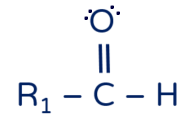 O
R₁ – C – H